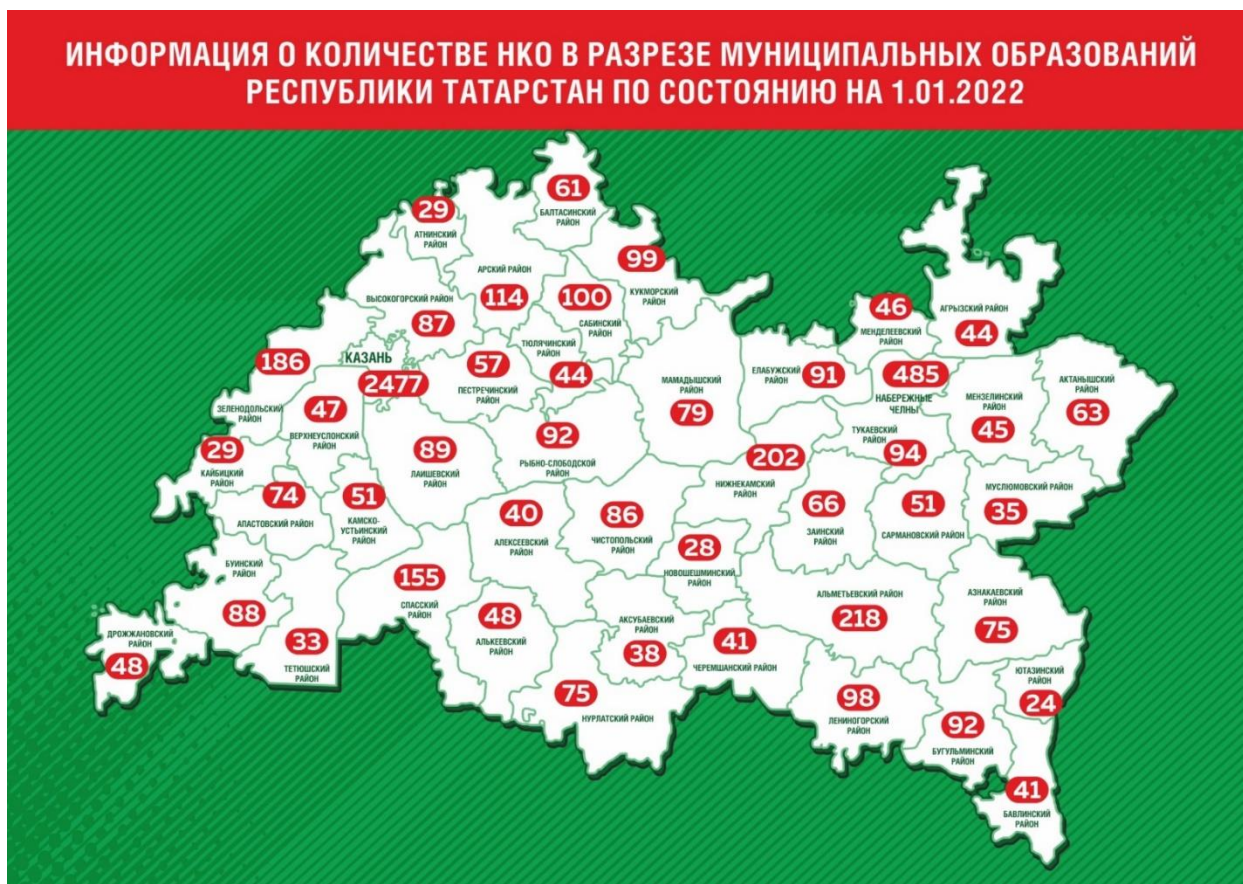 ИНФОРМАЦИЯ О КОЛИЧЕСТВЕ НКО В РАЗРЕЗЕ МУНИЦИПАЛЬНЫХ ОБРАЗОВАНИЙ
РЕСПУБЛИКИ ТАТАРСТАН ПО СОСТОЯНИЮ НА 1.01.2022
61
БАЛТАСИНСКИЙ
РАЙОН
29
АТНИНСКИЙ
РАЙОН
99
КУКМОРСКИЙ
РАЙОН
АРСКИЙ РАЙОН
114
100
САБИНСКИЙ
РАЙОН
ВЫСОКОГОРСКИЙ РАЙОН
87
46
МЕНДЕЛЕЕВСКИЙ
РАЙОН
АГРЫЗСКИЙ РАЙОН
44
ТЮЛЯЧИНСКИЙ
РАЙОН
44
186
ЗЕЛЕНОДОЛЬСКИЙ
РАЙОН
КАЗАНЬ
2477
57
ПЕСТРЕЧИНСКИЙ
РАЙОН
МАМАДЫШСКИЙ
РАЙОН
79
ЕЛАБУЖСКИЙ
РАЙОН
91
485
НАБЕРЕЖНЫЕ
ЧЕЛНЫ
МЕНЗЕЛИНСКИЙ
РАЙОН
45
АКТАНЫШСКИЙ
РАЙОН
63
47
ВЕРХНЕУСЛОНСКИЙ
РАЙОН
29
КАЙБИЦКИЙ
РАЙОН
89
ЛАИШЕВСКИЙ
РАЙОН
92
РЫБНО-СЛОБОДСКОЙ
РАЙОН
202
НИЖНЕКАМСКИЙ
РАЙОН
ТУКАЕВСКИЙ
РАЙОН
94
74
АПАСТОВСКИЙ РАЙОН
51
КАМСКО-
УСТЬИНСКИЙ
РАЙОН
40
АЛЕКСЕЕВСКИЙ
РАЙОН
86
ЧИСТОПОЛЬСКИЙ
РАЙОН
66
ЗАИНСКИЙ
РАЙОН
51
САРМАНОВСКИЙ РАЙОН
МУСЛЮМОВСКИЙ РАЙОН
35
28
НОВОШЕШМИНСКИЙ
РАЙОН
БУИНСКИЙ
РАЙОН
88
155
СПАССКИЙ
РАЙОН
48
АЛЬКЕЕВСКИЙ
РАЙОН
АКСУБАЕВСКИЙ
РАЙОН
38
41
ЧЕРЕМШАНСКИЙ РАЙОН
АЛЬМЕТЬЕВСКИЙ РАЙОН
218
АЗНАКАЕВСКИЙ
РАЙОН
75
ДРОЖЖАНОВСКИЙ
РАЙОН
48
33
ТЕТЮШСКИЙ
РАЙОН
75
НУРЛАТСКИЙ РАЙОН
98
ЛЕНИНОГОРСКИЙ
РАЙОН
92
БУГУЛЬМИНСКИЙ
РАЙОН
ЮТАЗИНСКИЙ
РАЙОН
24
41
БАВЛИНСКИЙ
РАЙОН